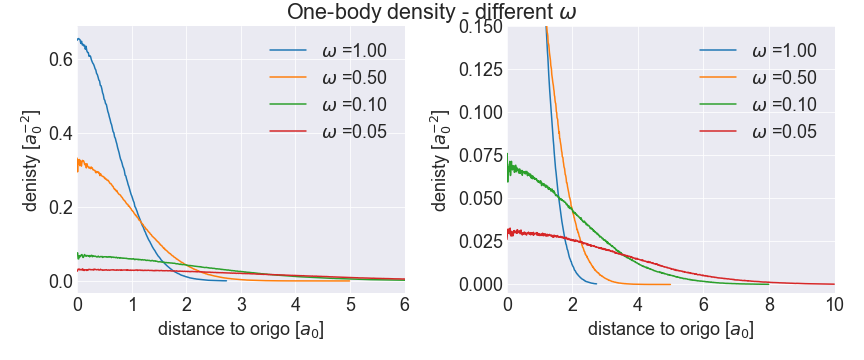 One-body density - different ω
0.6
0.4
0.2
0.0
denisty [a₀⁻²]
0 1 2 3 4 5 6
distance to origo [a₀]
ω =1.00
ω =0.50
ω =0.10
ω =0.05
0.150
0.125
0.100
0.075
0.050
0.025
0.000
denisty [a₀⁻²]
0 2 4 6 8 10
distance to origo [a₀]
ω =1.00
ω =0.50
ω =0.10
ω =0.05